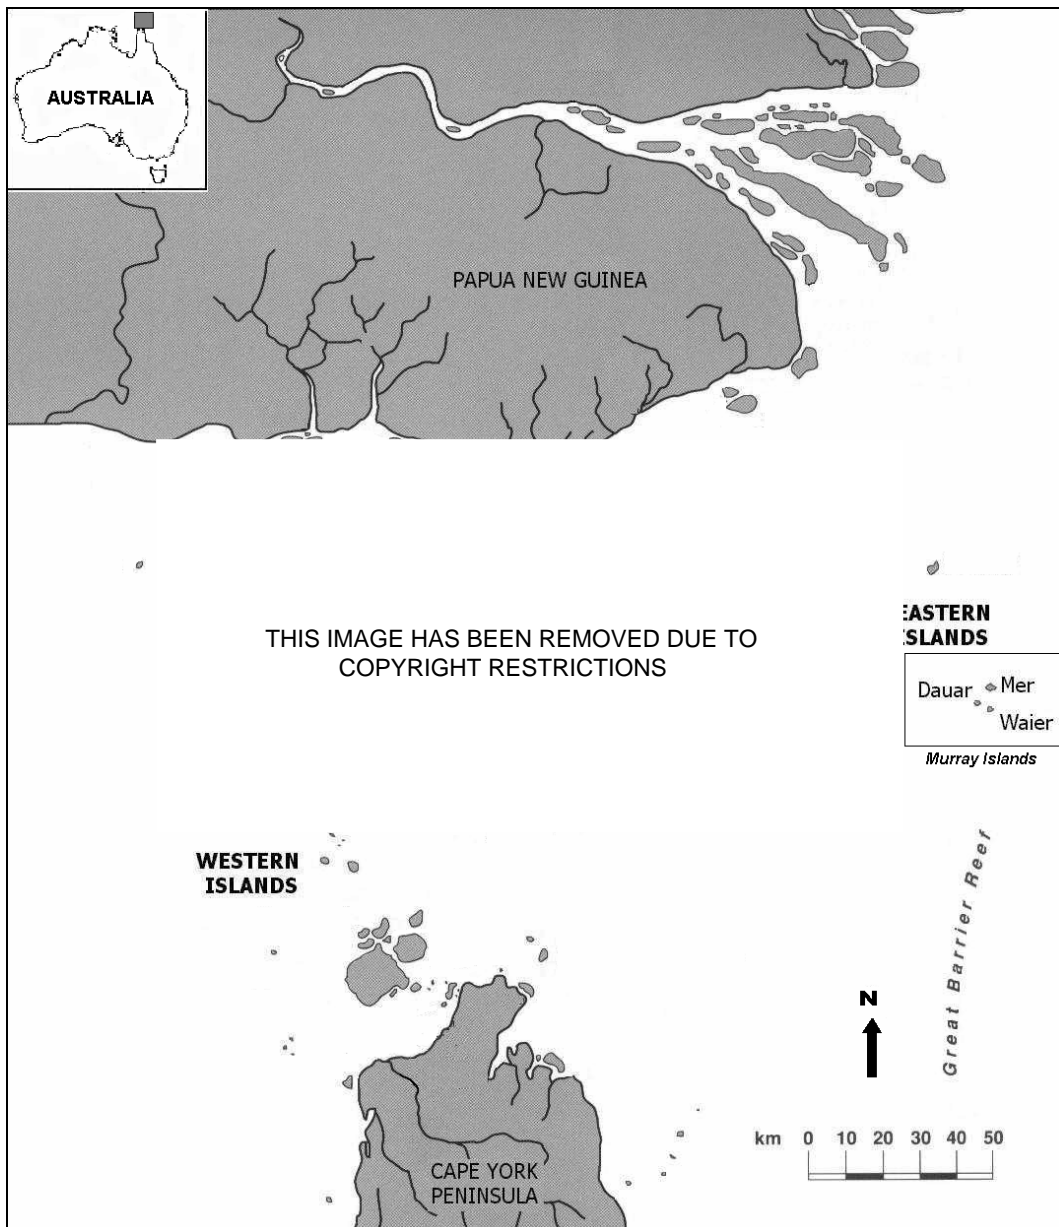 AUSTRALIA
PAPUA NEW GUINEA
THIS IMAGE HAS BEEN REMOVED DUE TO
COPYRIGHT RESTRICTIONS
EASTERN
ISLANDS
Dauar
Mer
Waier
Murray Islands
WESTERN
ISLANDS
Great Barrier Reef
N
km 0 10 20 30 40 50
CAPE YORK
PENINSULA